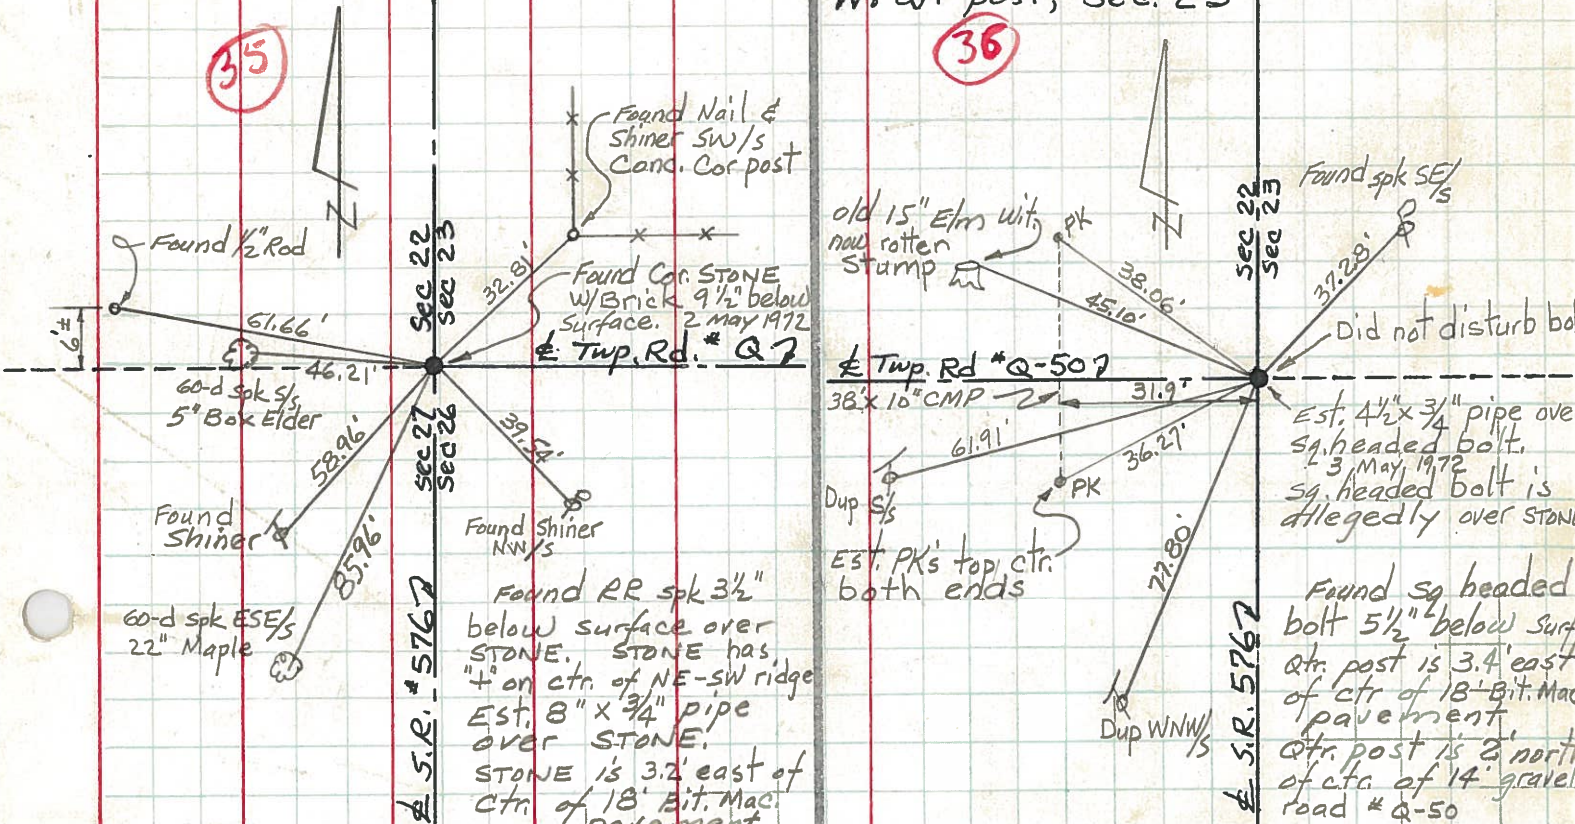 35
Found Nail &
Shiner SW/s
Conc. Cor post
N
Found 1/2" Rod
sec 22
sec 23
32.81'
Found Cor. STONE
w/Brick 9 1/2" below
surface. 2 May 1972
℄ Twp. Rd. # Q
61.66'
6'±
46.21'
60-d spk S/s
5" Box Elder
sec 27
sec 26
58.96'
39.54'
Found
Shiner
Found Shiner
NW/s
85.96'
60-d spk ESE/s
22" Maple
℄ S.R. #576
Found RR spk 3 1/2"
below surface over
STONE. STONE has
"+" on ctr. of NE-SW ridge
Est. 8" x 3/4" pipe
over STONE.
STONE is 3.2' east of
Ctr. of 18' Bit. Mac.
post, Sec. 23
36
N
sec 22
sec 23
Found spk SE/s
old 15" Elm wit.
now rotten
stump
PK
38.06'
45.10'
37.28'
Did not disturb bo
℄ Twp. Rd #Q-50
38' x 10" CMP
31.9'
61.91'
36.27'
Est. 4 1/2" x 3/4" pipe ove
sq. headed bolt.
3 May 1972
sq. headed bolt is
allegedly over STON
Dup S/s
PK
Est. PK's top ctr.
both ends
77.80'
Dup WNW/s
℄ S.R. 576
Found sq headed
bolt 5 1/2" below surf
Qtr. post is 3.4' east
of ctr of 18' Bit. Mac
pavement
Qtr. post is 2' nort
of ctr. of 14' gravel
road # Q-50